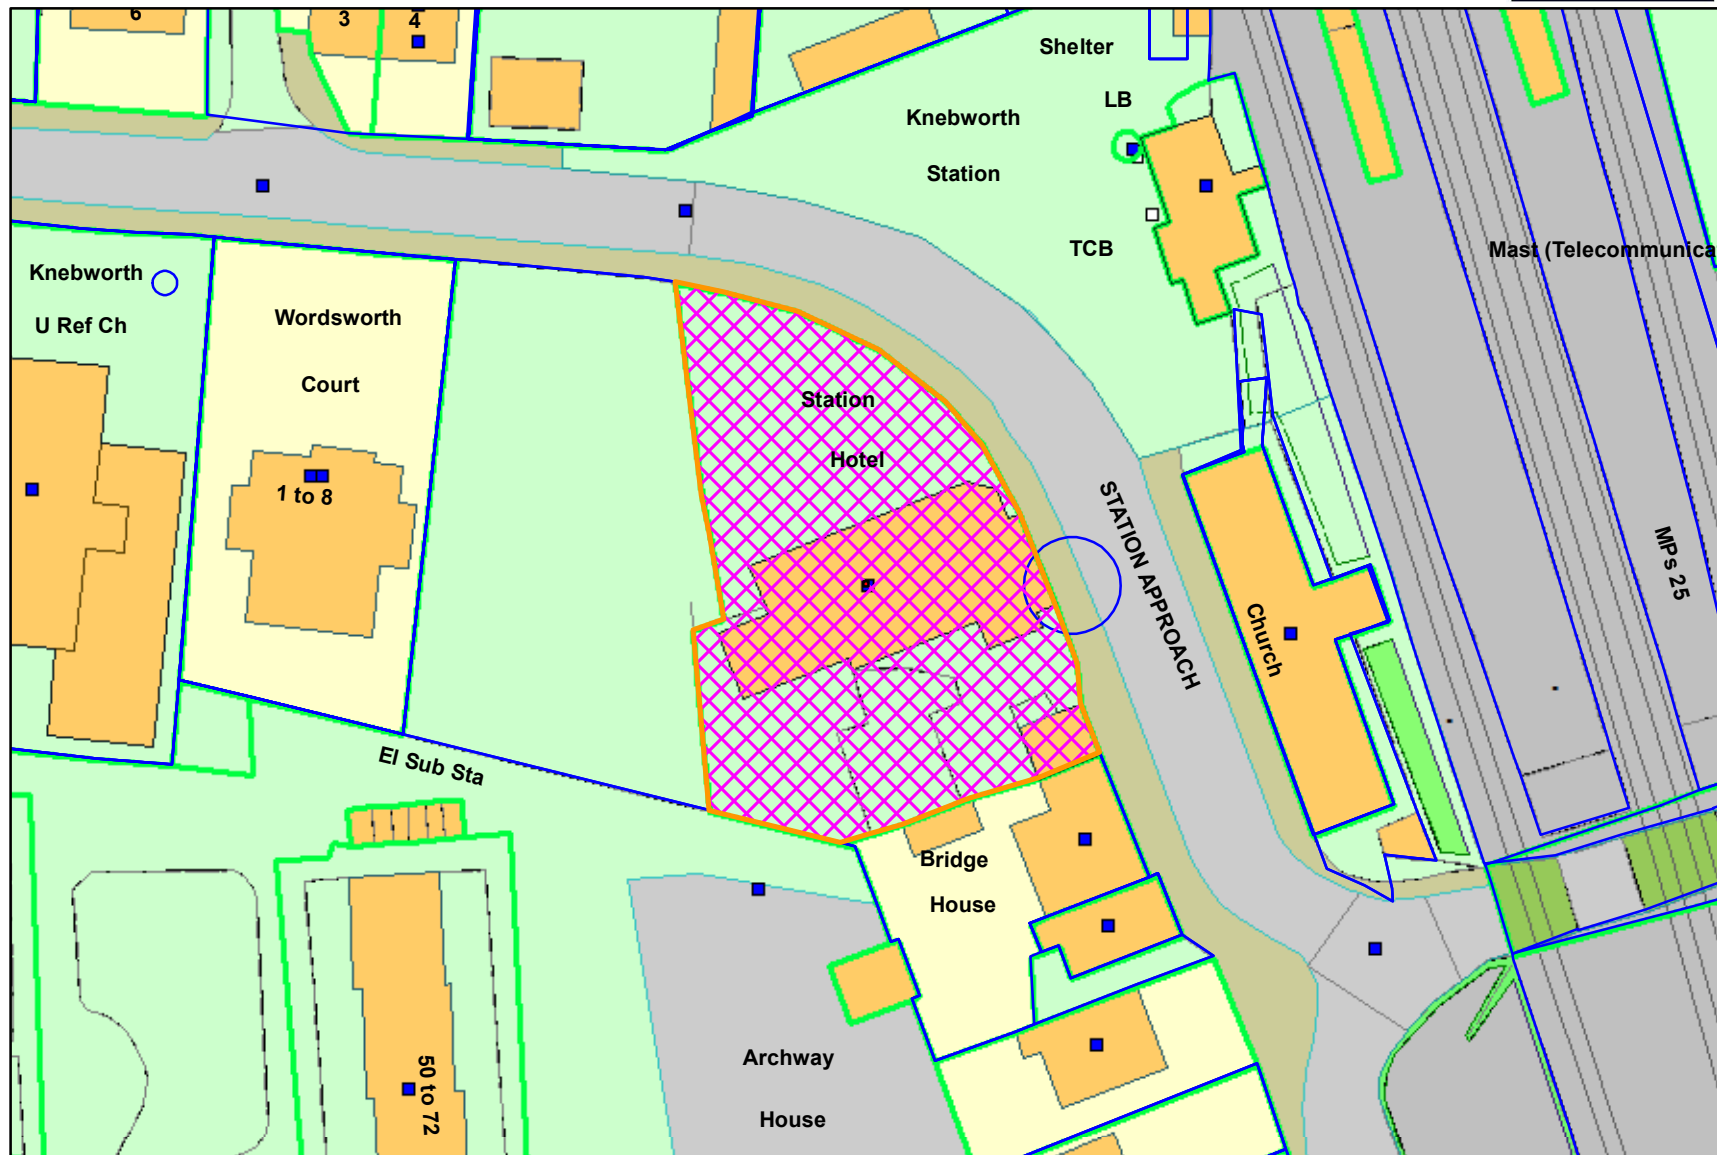 6
3
4
Shelter
LB
Knebworth
Station
TCB
Mast (Telecommunica
Knebworth
U Ref Ch
Wordsworth
Court
Station
Hotel
1 to 8
STATION APPROACH
MPs 25
Church
El Sub Sta
Bridge
House
50 to 72
Archway
House